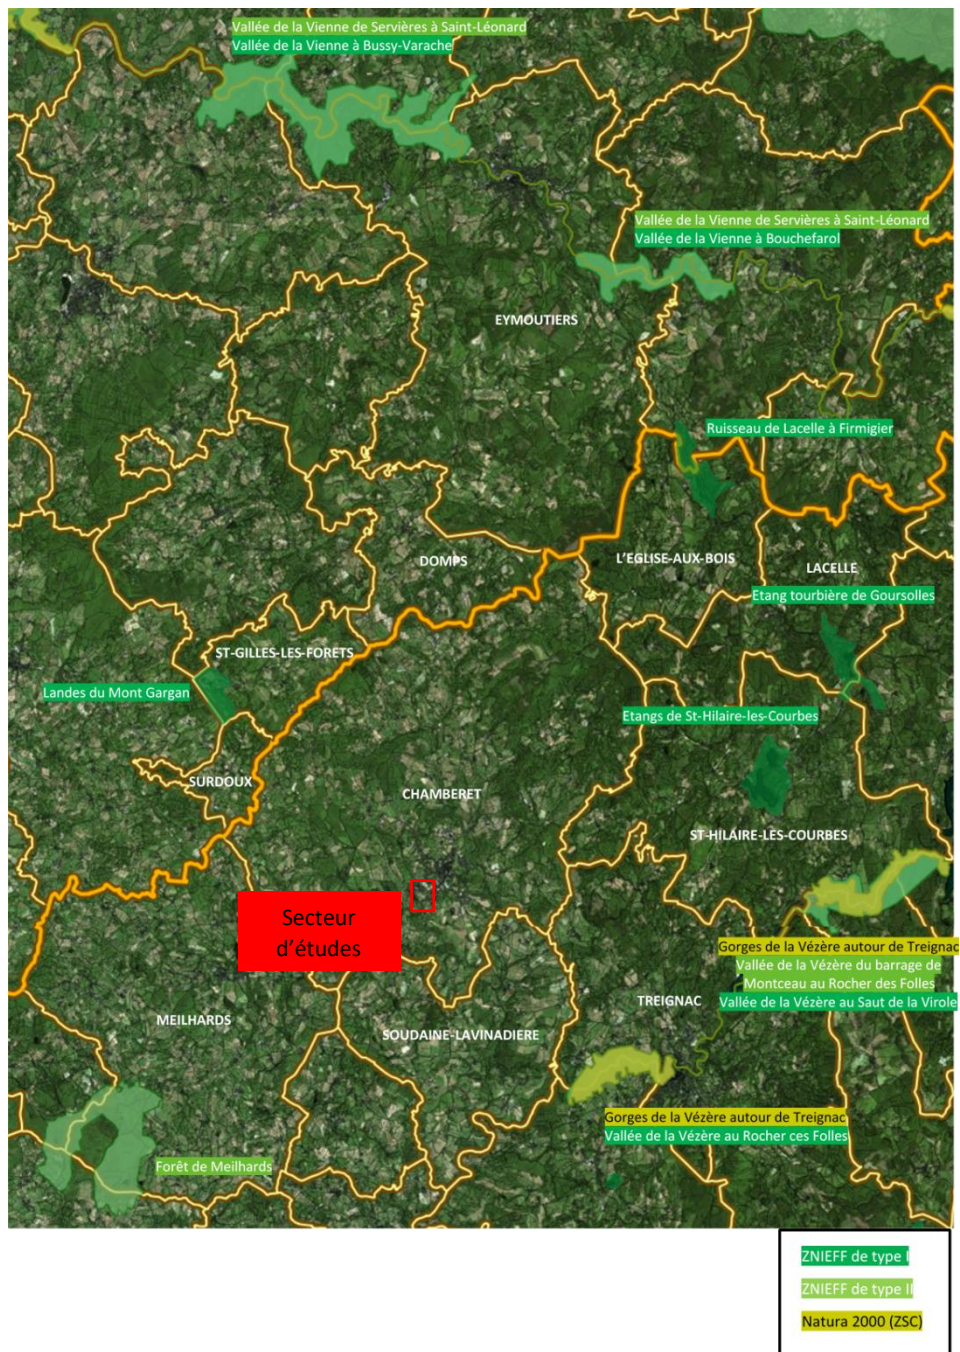 Vallée de la Vienne de Servières à Saint-Léonard
Vallée de la Vienne à Bussy-Varache
Vallée de la Vienne de Servières à Saint-Léonard
Vallée de la Vienne à Bouchefarol
EYMOUTIERS
Ruisseau de Lacelle à Firmigier
DOMPS
L'EGLISE-AUX-BOIS
LACELLE
Etang tourbière de Goursolles
ST-GILLES-LES-FORETS
Landes du Mont Gargan
Etangs de St-Hilaire-les-Courbes
SURDOUX
CHAMBERET
ST-HILAIRE-LES-COURBES
Secteur
d'études
Gorges de la Vézère autour de Treignac
Vallée de la Vézère du barrage de
Montceau au Rocher des Folles
Vallée de la Vézère au Saut de la Virole
TREIGNAC
MEILHARDS
SOUDAINE-LAVINADIERE
Gorges de la Vézère autour de Treignac
Vallée de la Vézère au Rocher ces Folles
Forêt de Meilhards
ZNIEFF de type I
ZNIEFF de type II
Natura 2000 (ZSC)